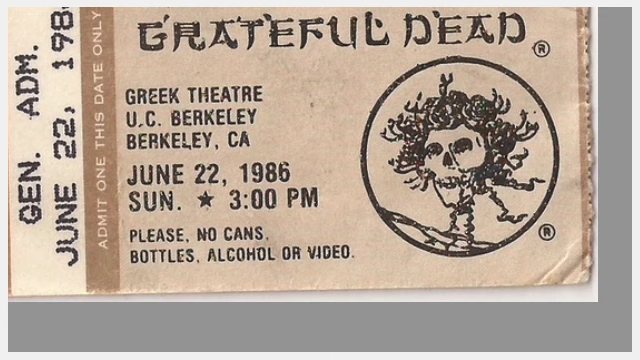 GEN. ADM.
JUNE 22, 198
ADMIT ONE THIS DATE ONLY
GRATEFUL DEAD ®
GREEK THEATRE
U.C. BERKELEY
BERKELEY, CA
JUNE 22, 1986
SUN. ★ 3:00 PM
PLEASE, NO CANS,
BOTTLES, ALCOHOL OR VIDEO.
®